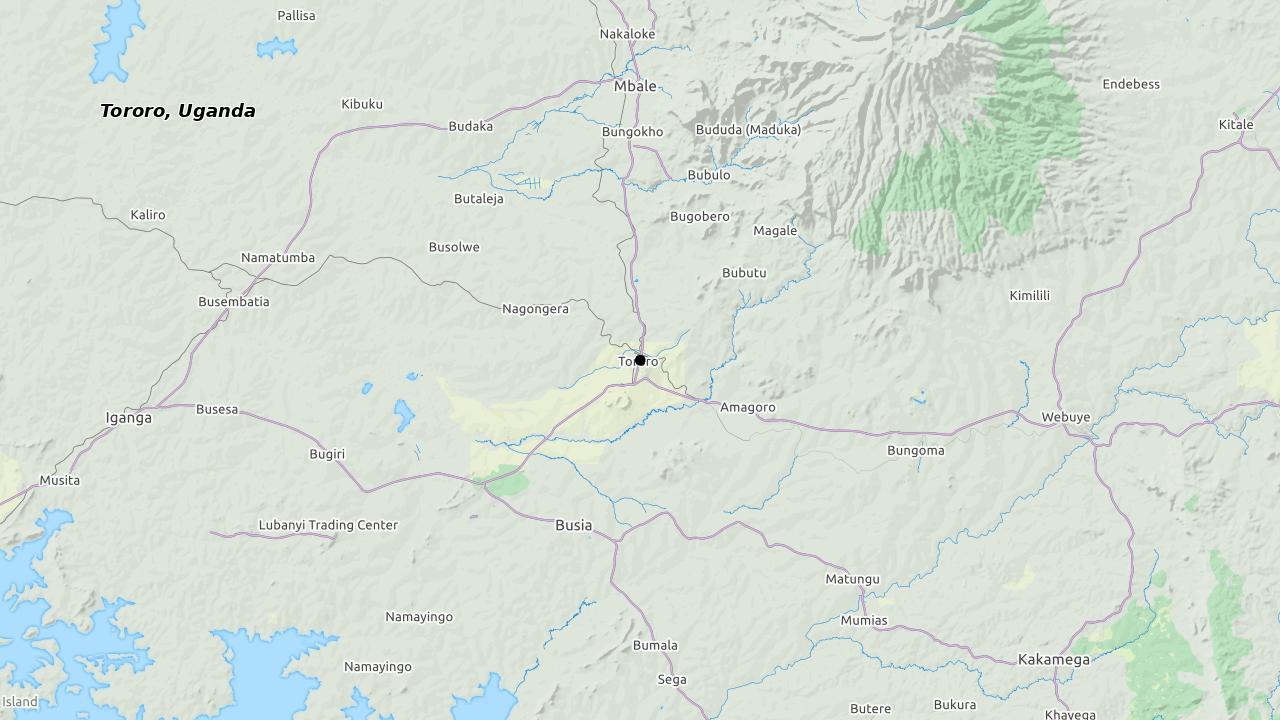 Pallisa
Nakaloke
Mbale
Endebess
Tororo, Uganda
Kibuku
Budaka
Bungokho
Bududa (Maduka)
Kitale
Bubulo
Butaleja
Kaliro
Bugobero
Magale
Busolwe
Namatumba
Bubutu
Busembatia
Nagongera
Kimilili
Tororo
Iganga
Busesa
Amagoro
Webuye
Bugiri
Bungoma
Musita
Lubanyi Trading Center
Busia
Matungu
Namayingo
Mumias
Bumala
Kakamega
Namayingo
Sega
Island
Butere
Bukura
Khayega